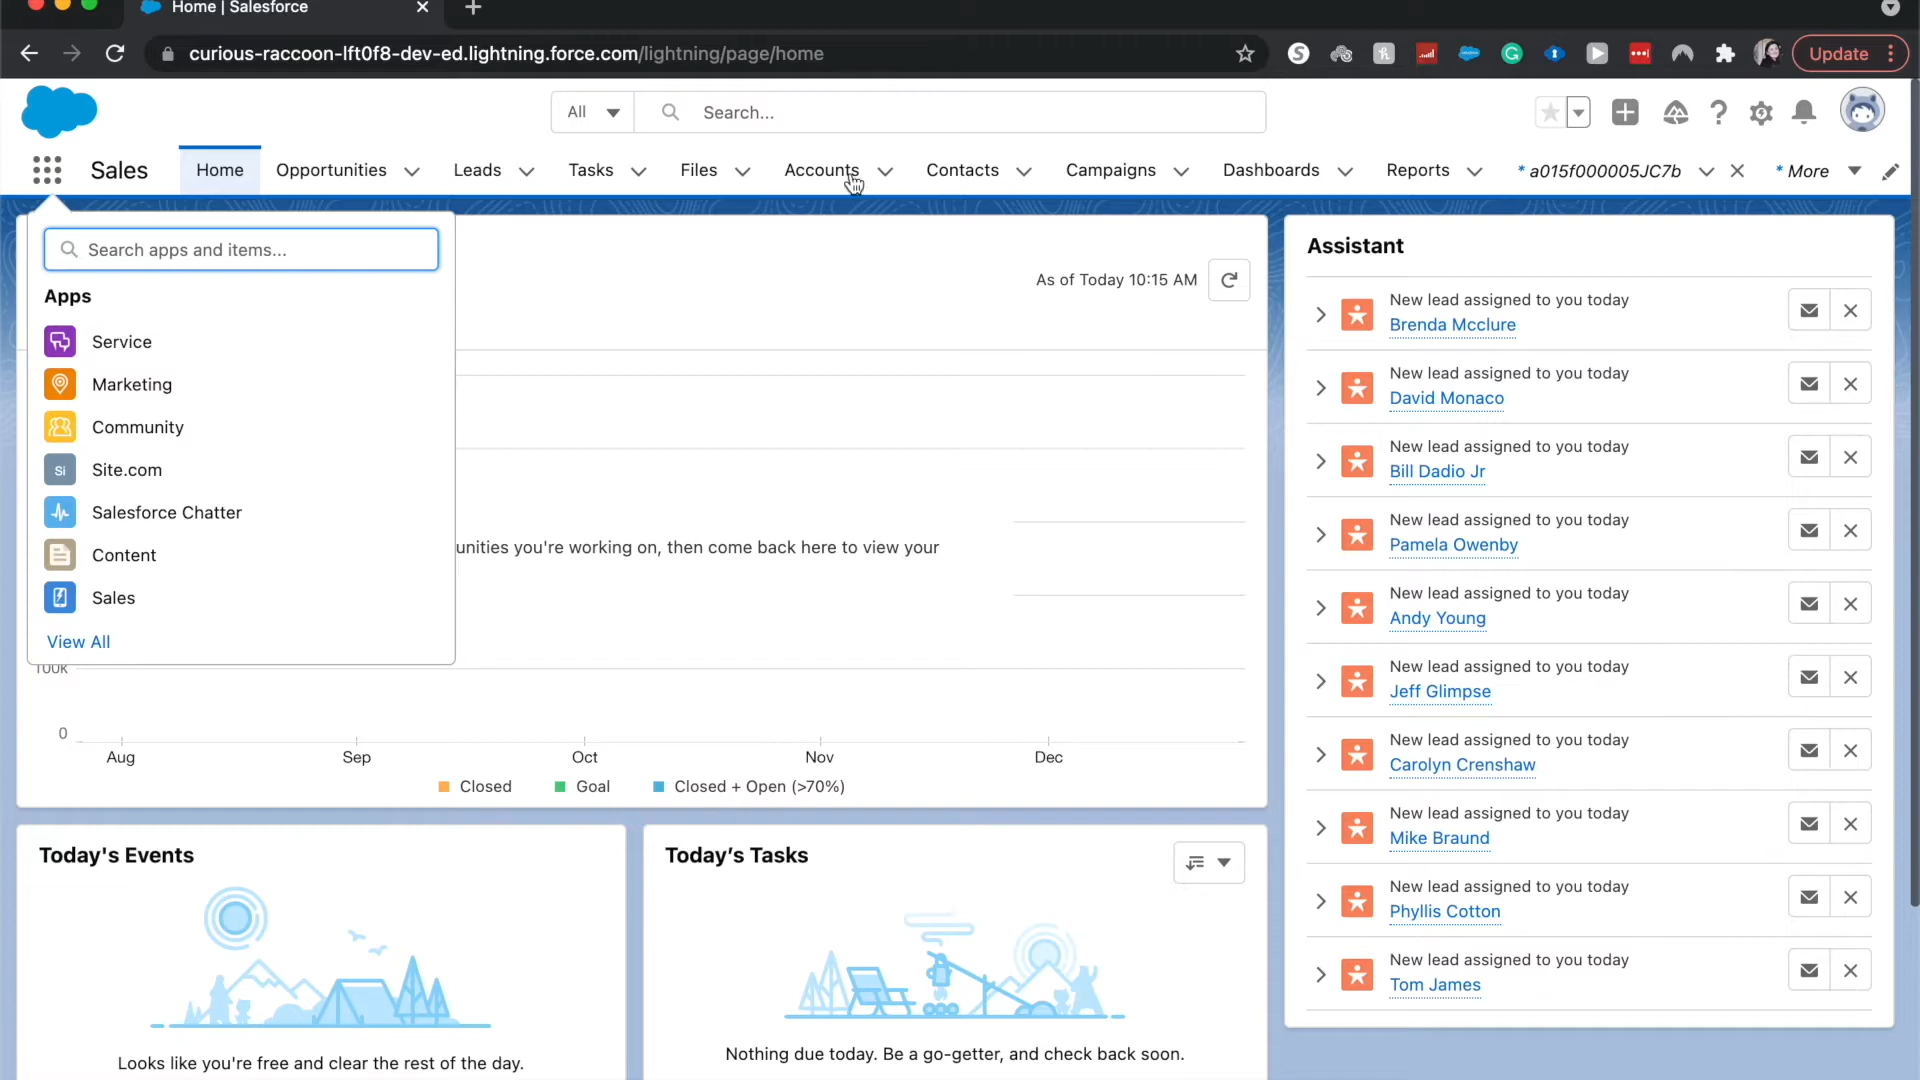 Home | Salesforce
curious-raccoon-lft0f8-dev-ed.lightning.force.com/lightning/page/home
Update
All
Search...
Sales
Home
Opportunities
Leads
Tasks
Files
Accounts
Contacts
Campaigns
Dashboards
Reports
* a015f000005JC7b
* More
Search apps and items...
Apps
Service
Marketing
Community
Si
Site.com
Salesforce Chatter
Content
Sales
View All
As of Today 10:15 AM
unities you're working on, then come back here to view your
100k
0
Aug
Sep
Oct
Nov
Dec
Closed
Goal
Closed + Open (>70%)
Today's Events
Looks like you're free and clear the rest of the day.
Today’s Tasks
Nothing due today. Be a go-getter, and check back soon.
Assistant
New lead assigned to you today
Brenda Mcclure
New lead assigned to you today
David Monaco
New lead assigned to you today
Bill Dadio Jr
New lead assigned to you today
Pamela Owenby
New lead assigned to you today
Andy Young
New lead assigned to you today
Jeff Glimpse
New lead assigned to you today
Carolyn Crenshaw
New lead assigned to you today
Mike Braund
New lead assigned to you today
Phyllis Cotton
New lead assigned to you today
Tom James